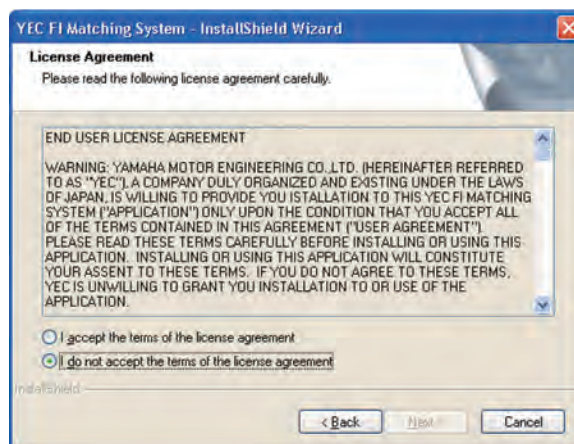 YEC FI Matching System - InstallShield Wizard
License Agreement
Please read the following license agreement carefully.
END USER LICENSE AGREEMENT
WARNING: YAMAHA MOTOR ENGINEERING CO.,LTD. (HEREINAFTER REFERRED
TO AS "YEC"), A COMPANY DULY ORGANIZED AND EXISTING UNDER THE LAWS
OF JAPAN, IS WILLING TO PROVIDE YOU ISTALLATION TO THIS YEC FI MATCHING
SYSTEM ("APPLICATION") ONLY UPON THE CONDITION THAT YOU ACCEPT ALL
OF THE TERMS CONTAINED IN THIS AGREEMENT ("USER AGREEMENT").
PLEASE READ THESE TERMS CAREFULLY BEFORE INSTALLING OR USING THIS
APPLICATION. INSTALLING OR USING THIS APPLICATION WILL CONSTITUTE
YOUR ASSENT TO THESE TERMS. IF YOU DO NOT AGREE TO THESE TERMS,
YEC IS UNWILLING TO GRANT YOU INSTALLATION TO OR USE OF THE
APPLICATION.
I accept the terms of the license agreement
I do not accept the terms of the license agreement
InstallShield
< Back Next > Cancel